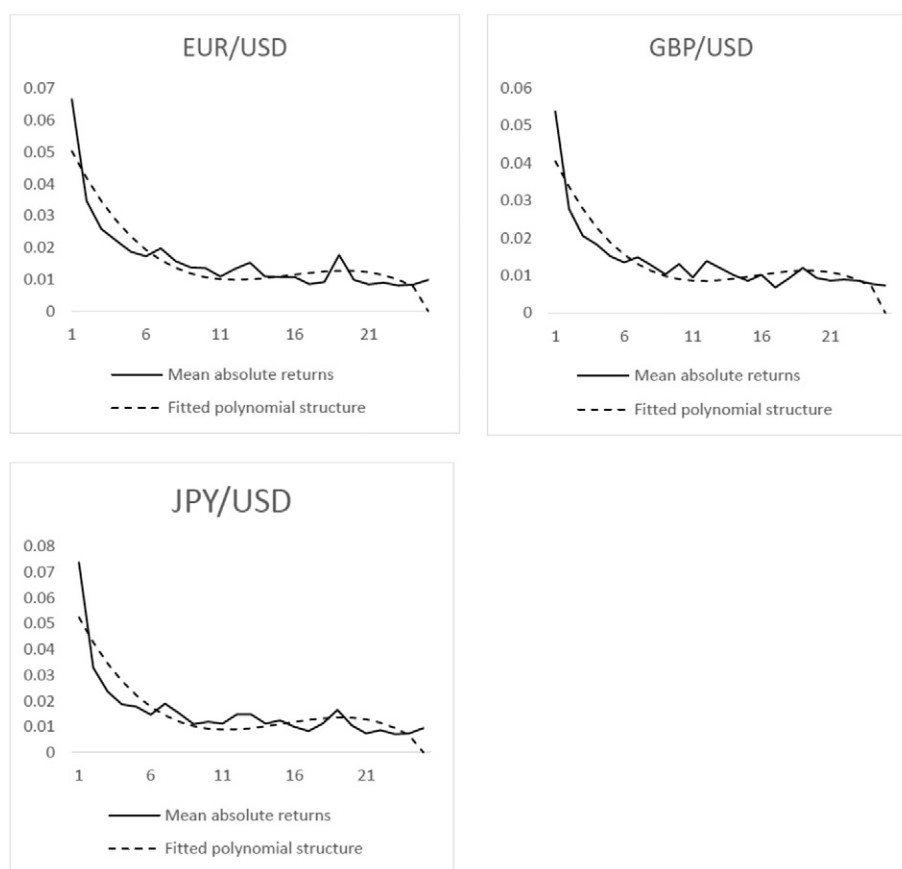 EUR/USD
0.07
0.06
0.05
0.04
0.03
0.02
0.01
0
1 6 11 16 21
Mean absolute returns
Fitted polynomial structure
GBP/USD
0.06
0.05
0.04
0.03
0.02
0.01
0
1 6 11 16 21
Mean absolute returns
Fitted polynomial structure
JPY/USD
0.08
0.07
0.06
0.05
0.04
0.03
0.02
0.01
0
1 6 11 16 21
Mean absolute returns
Fitted polynomial structure